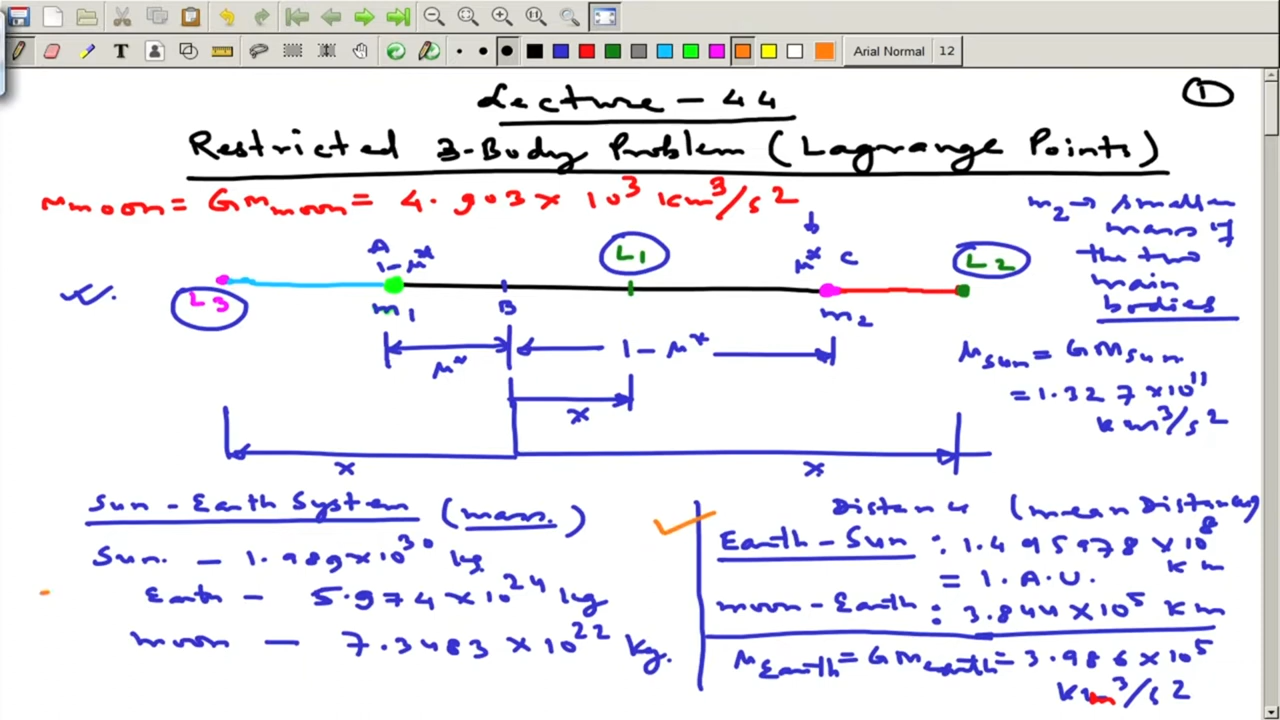 Arial Normal 12
①
Lecture - 44
Restricted 3-Body Problem (Lagrange Points)
μmoon = GMmoon = 4.903 × 10³ km³/s²
m₂ → smaller
mass of
the two
main
bodies
A
1-μ*
L1
μ* C
L2
L3
m₁
B
m₂
μ*
1 - μ*
x
x
x
μsun = GMsun
= 1.327 × 10¹¹
km³/s²
Sun - Earth System (mass.)
Sun. - 1.989 × 10³⁰ kg
Earth - 5.974 × 10²⁴ kg
moon - 7.3483 × 10²² kg.
Distance (mean Distance)
Earth - Sun : 1.495978 × 10⁸
km
= 1. A.U.
moon - Earth : 3.844 × 10⁵ km
μEarth = GMearth = 3.986 × 10⁵
km³/s²